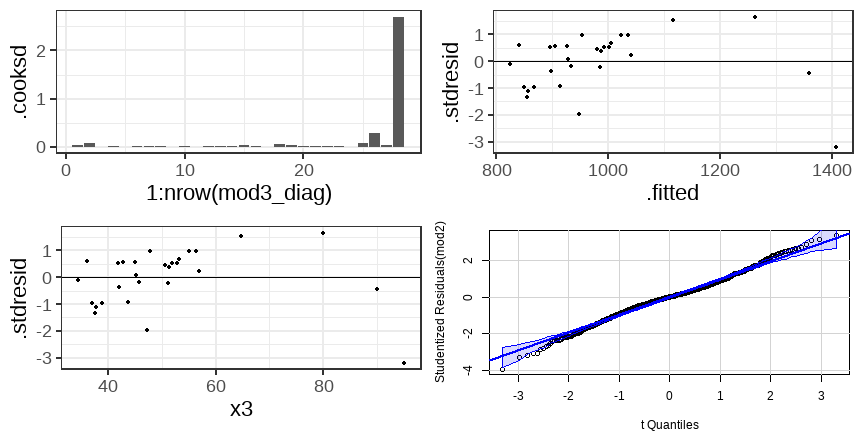 .cooksd
2
1
0
0 10 20
1:nrow(mod3_diag)
.stdresid
1
0
-1
-2
-3
800 1000 1200 1400
.fitted
.stdresid
1
0
-1
-2
-3
40 60 80
x3
Studentized Residuals(mod2)
2
0
-2
-4
-3 -2 -1 0 1 2 3
t Quantiles